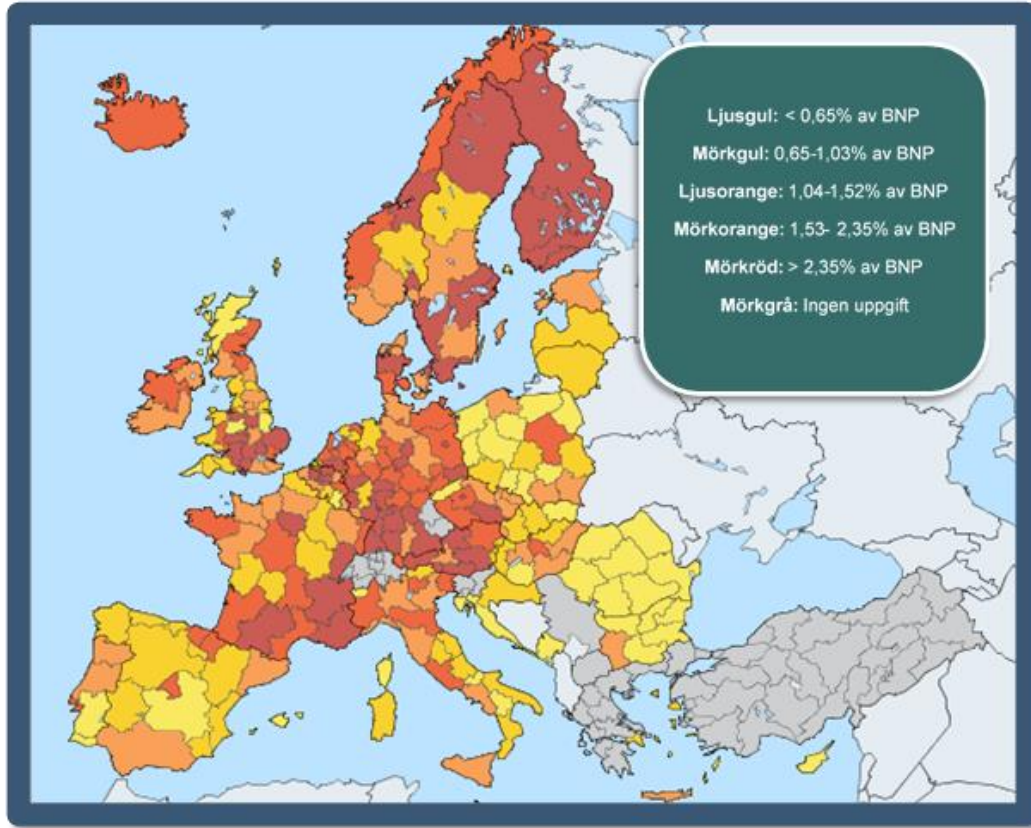 Ljusgul: < 0,65% av BNP
Mörkgul: 0,65-1,03% av BNP
Ljusorange: 1,04-1,52% av BNP
Mörkorange: 1,53- 2,35% av BNP
Mörkröd: > 2,35% av BNP
Mörkgrå: Ingen uppgift